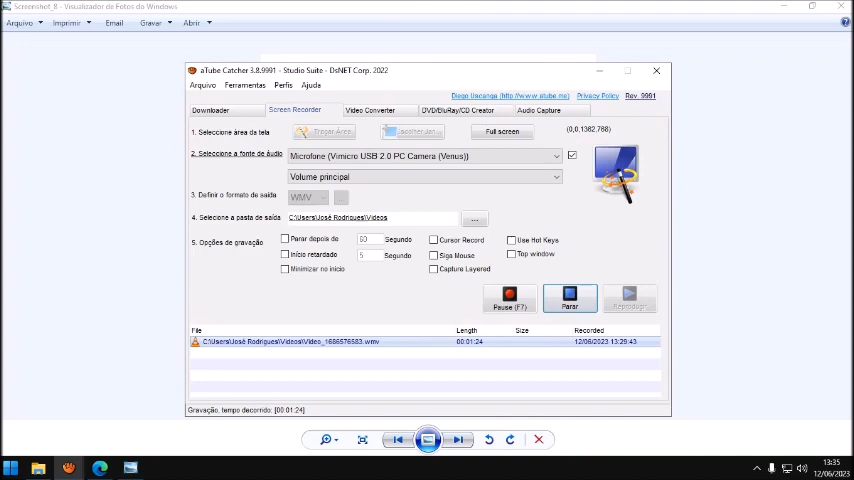 Screenshot_8 - Visualizador de Fotos do Windows
Arquivo Imprimir Email Gravar Abrir
aTube Catcher 3.8.9991 - Studio Suite - DsNET Corp. 2022
Arquivo Ferramentas Perfis Ajuda
Diego Uscanga (http://www.atube.me) Privacy Policy Rev. 9991
Downloader Screen Recorder Video Converter DVD/BluRay/CD Creator Audio Capture
1. Seleccione área da tela Tragar Área Escolher Jan... Full screen (0,0,1362,768)
2. Seleccione a fonte de áudio Microfone (Vimicro USB 2.0 PC Camera (Venus))
Volume principal
3. Definir o formato de saída WMV ...
4. Selecione a pasta de saída C:\Users\José Rodrigues\Videos ...
5. Opções de gravação
Parar depois de 60 Segundo Cursor Record Use Hot Keys
Início retardado 5 Segundo Siga Mouse Top window
Minimizar no início Capture Layered
Pause (F7) Parar Reproduzir
File Length Size Recorded
C:\Users\José Rodrigues\Videos\Video_1686576583.wmv 00:01:24 12/06/2023 13:29:43
Gravação, tempo decorrido: [00:01:24]
13:35
12/06/2023